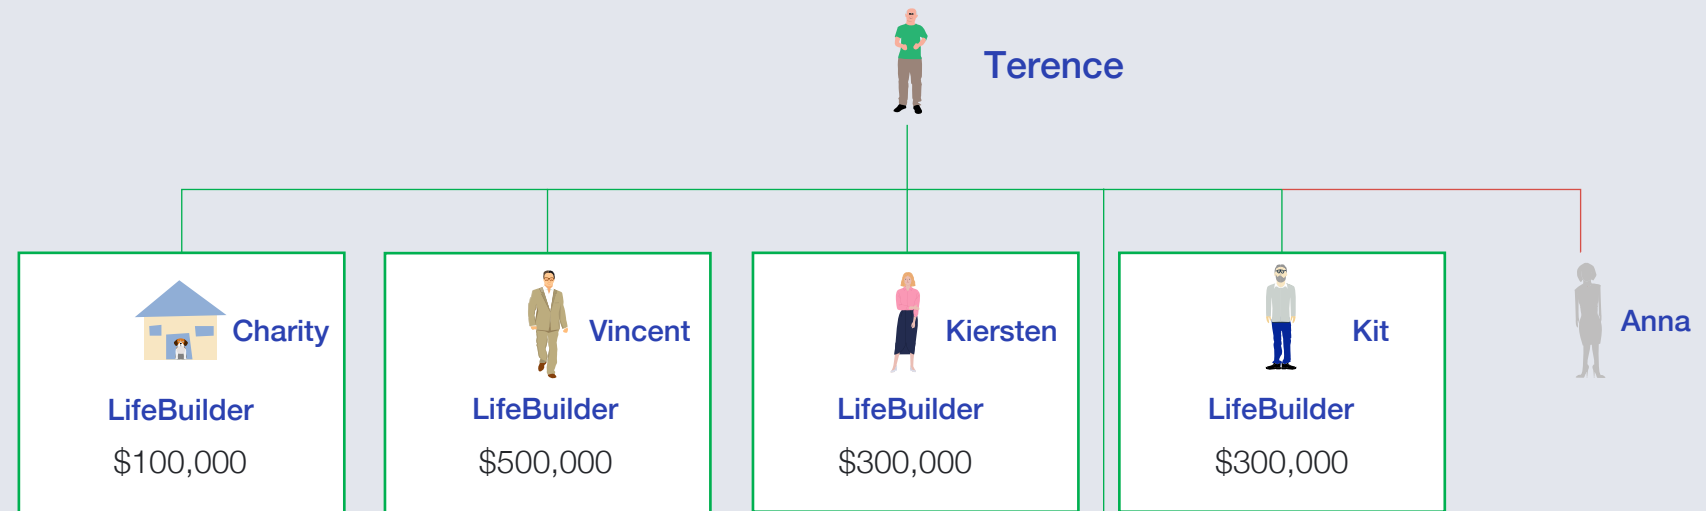 Terence
Charity
LifeBuilder
$100,000
Vincent
LifeBuilder
$500,000
Kiersten
LifeBuilder
$300,000
Kit
LifeBuilder
$300,000
Anna